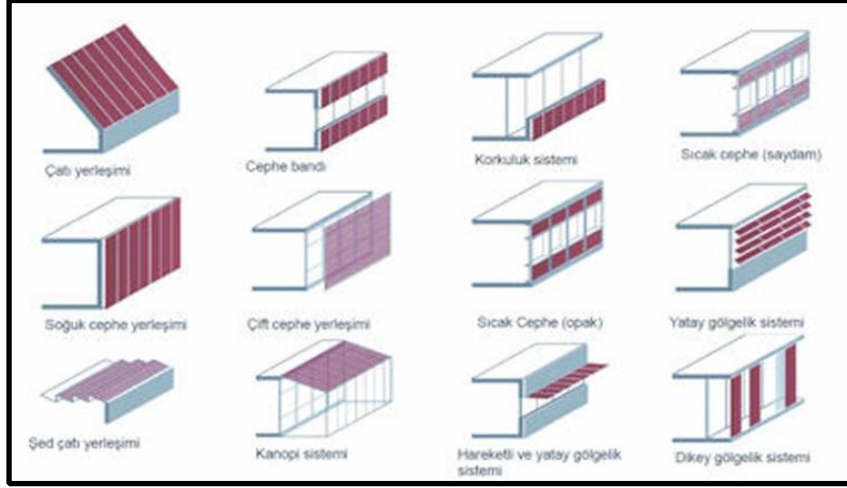 Çatı yerleşimi
Cephe bandı
Korkuluk sistemi
Sıcak cephe (saydam)
Soğuk cephe yerleşimi
Çift cephe yerleşimi
Sıcak Cephe (opak)
Yatay gölgelik sistemi
Şed çatı yerleşimi
Kanopi sistemi
Hareketli ve yatay gölgelik
sistemi
Dikey gölgelik sistemi